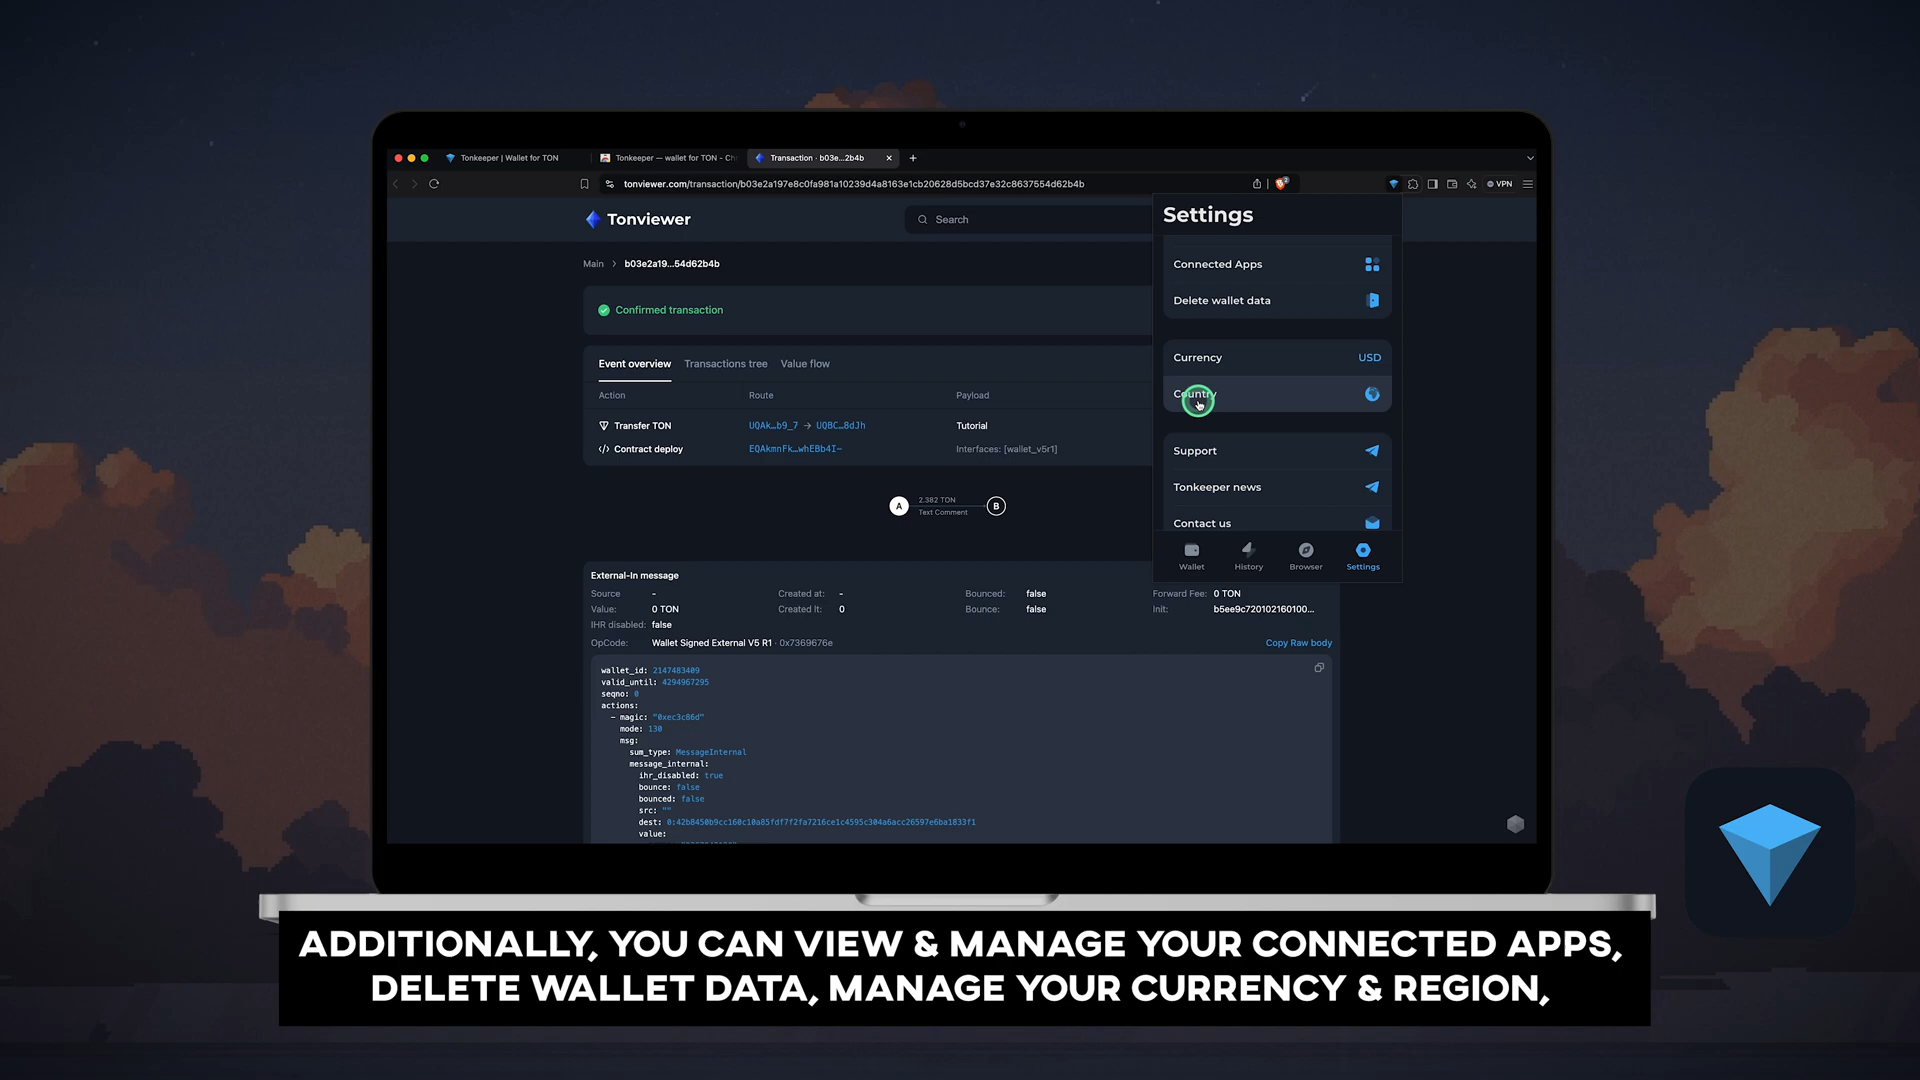 Tonkeeper | Wallet for TON
Tonkeeper — wallet for TON - Ch
Transaction · b03e...2b4b
tonviewer.com/transaction/b03e2a197e8c0fa981a10239d4a8163e1cb20628d5bcd37e32c8637554d62b4b
VPN
Tonviewer
Search
Main > b03e2a19...54d62b4b
Confirmed transaction
Event overview Transactions tree Value flow
Action Route Payload
Transfer TON UQAk...b9_7 → UQBC...8dJh Tutorial
Contract deploy EQAkmnFk...whEBb4I- Interfaces: [wallet_v5r1]
A 2.382 TON B
Text Comment
Settings
Connected Apps
Delete wallet data
Currency USD
Country
Support
Tonkeeper news
Contact us
Wallet History Browser Settings
External-In message
Source - Created at: - Bounced: false Forward Fee: 0 TON
Value: 0 TON Created lt: 0 Bounce: false Init: b5ee9c720102160100...
IHR disabled: false
OpCode: Wallet Signed External V5 R1 · 0x7369676e Copy Raw body
wallet_id: 2147483409
valid_until: 4294967295
seqno: 0
actions:
- magic: "0xec3c86d"
mode: 130
msg:
sum_type: MessageInternal
message_internal:
ihr_disabled: true
bounce: false
bounced: false
src: ""
dest: 0:42b8450b9cc160c10a85fdf7f2fa7216ce1c4595c304a6acc26597e6ba1833f1
value:
ADDITIONALLY, YOU CAN VIEW & MANAGE YOUR CONNECTED APPS,
DELETE WALLET DATA, MANAGE YOUR CURRENCY & REGION,